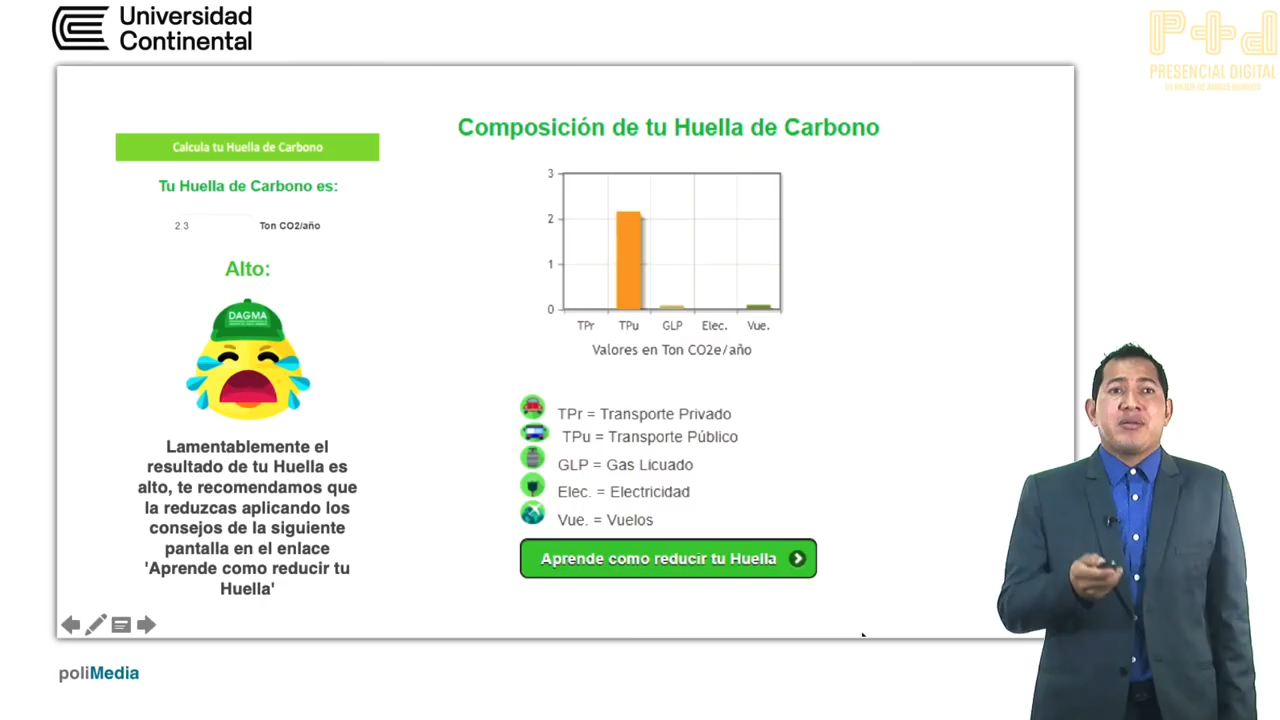 Universidad
Continental
P+d
PRESENCIAL DIGITAL
Composición de tu Huella de Carbono
Calcula tu Huella de Carbono
Tu Huella de Carbono es:
2.3 Ton CO2/año
Alto:
DAGMA
Lamentablemente el
resultado de tu Huella es
alto, te recomendamos que
la reduzcas aplicando los
consejos de la siguiente
pantalla en el enlace
'Aprende como reducir tu
Huella'
3
2
1
0
TPr TPu GLP Elec. Vue.
Valores en Ton CO2e/año
TPr = Transporte Privado
TPu = Transporte Público
GLP = Gas Licuado
Elec. = Electricidad
Vue. = Vuelos
Aprende como reducir tu Huella
poliMedia